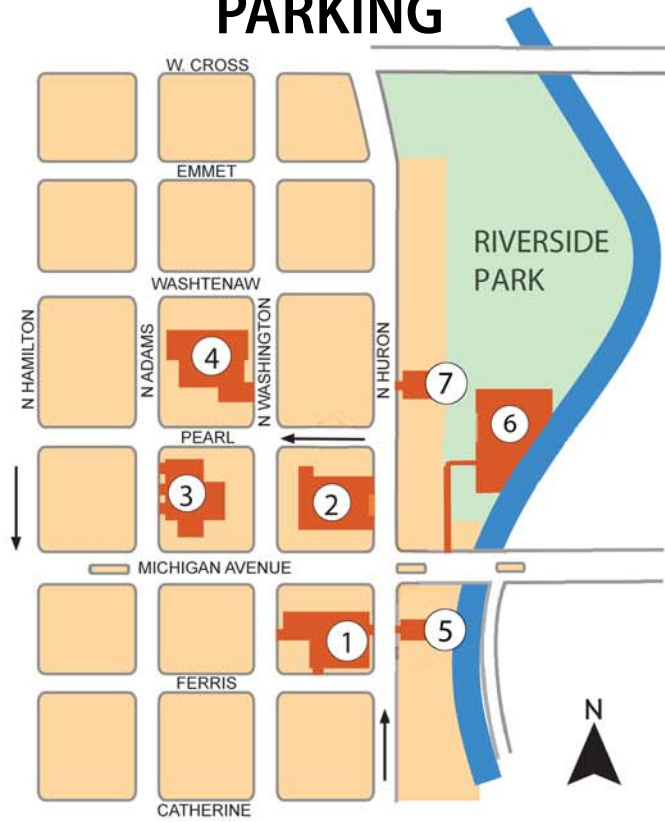 PARKING
W. CROSS
EMMET
RIVERSIDE
PARK
WASHTENAW
N HAMILTON
N ADAMS
N WASHINGTON
N HURON
4
7
6
PEARL
3
2
MICHIGAN AVENUE
1
5
FERRIS
N
CATHERINE